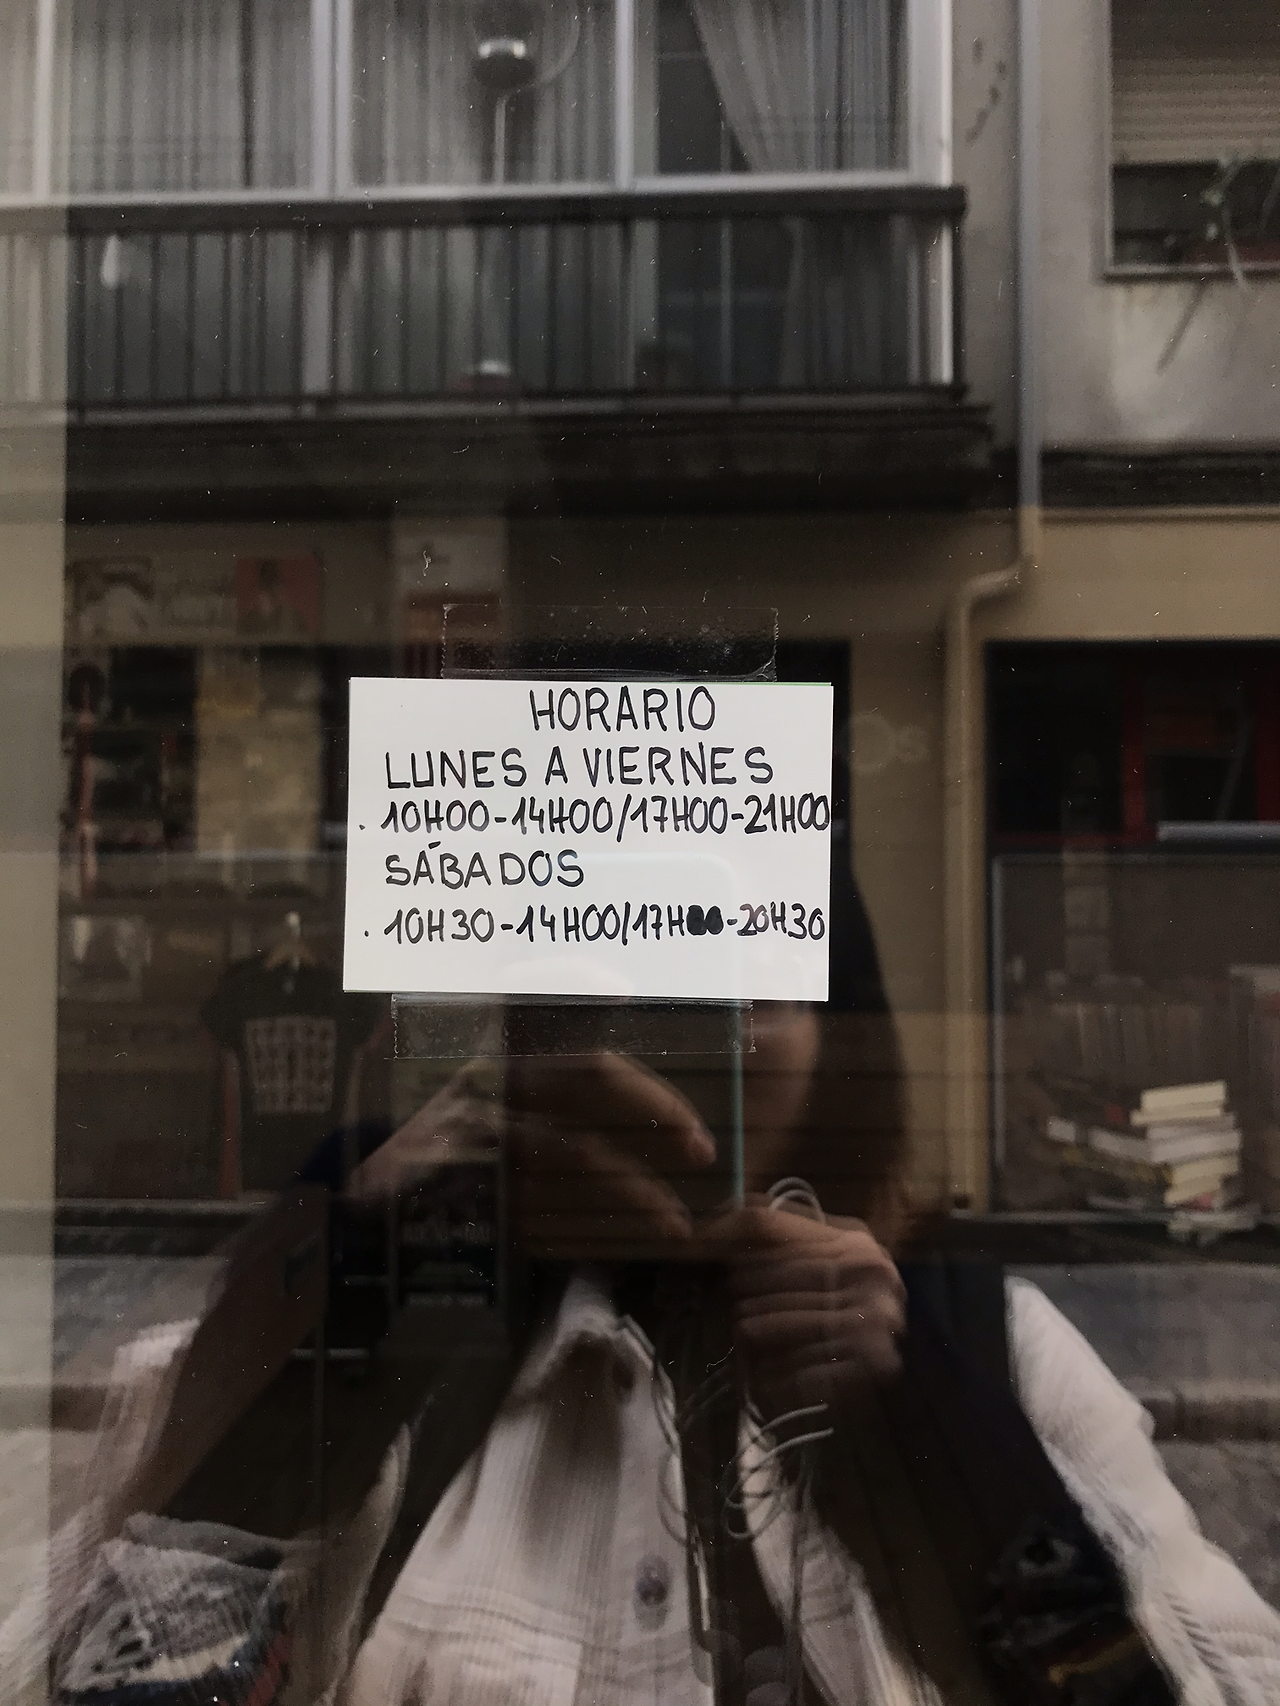 HORARIO
LUNES A VIERNES
. 10H00-14H00/17H00-21H00
SÁBADOS
. 10H30-14H00/17H00-20H30